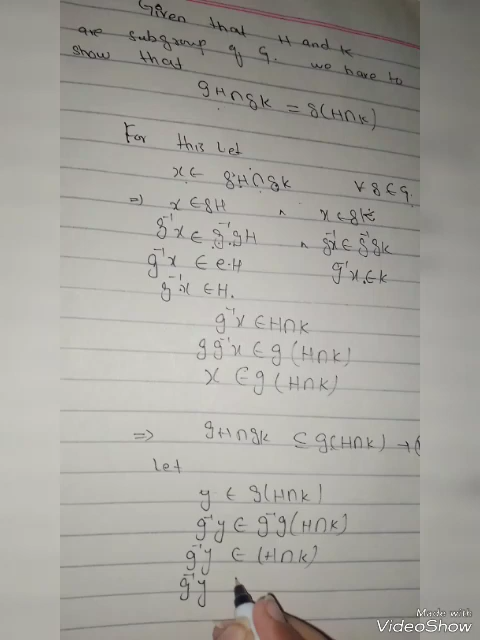 Given that H and K
are subgroup of G. we have to
show that
gH∩gK = g(H∩K)
For this let
x ∈ gH∩gK ∀ g ∈ G.
⇒ x ∈ gH ∧ x ∈ gK
g⁻¹x ∈ g⁻¹gH ∧ g⁻¹x ∈ g⁻¹gK
g⁻¹x ∈ e.H g⁻¹x ∈ K
g⁻¹x ∈ H.
g⁻¹x ∈ H∩K
gg⁻¹x ∈ g(H∩K)
x ∈ g(H∩K)
⇒ gH∩gK ⊆ g(H∩K) →(
let
y ∈ g(H∩K)
g⁻¹y ∈ g⁻¹g(H∩K)
g⁻¹y ∈ (H∩K)
g⁻¹y
Made with
VideoShow